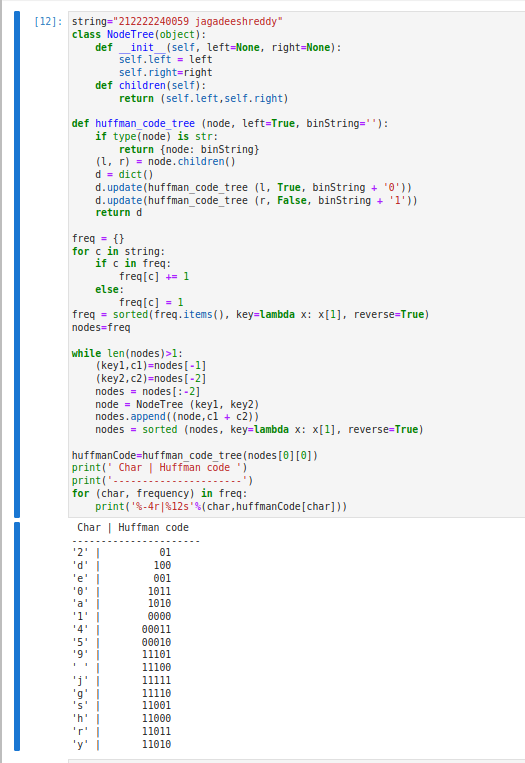 [12]: string="212222240059 jagadeeshreddy"
class NodeTree(object):
    def __init__(self, left=None, right=None):
        self.left = left
        self.right=right
    def children(self):
        return (self.left,self.right)

def huffman_code_tree (node, left=True, binString=''):
    if type(node) is str:
        return {node: binString}
    (l, r) = node.children()
    d = dict()
    d.update(huffman_code_tree (l, True, binString + '0'))
    d.update(huffman_code_tree (r, False, binString + '1'))
    return d

freq = {}
for c in string:
    if c in freq:
        freq[c] += 1
    else:
        freq[c] = 1
freq = sorted(freq.items(), key=lambda x: x[1], reverse=True)
nodes=freq

while len(nodes)>1:
    (key1,c1)=nodes[-1]
    (key2,c2)=nodes[-2]
    nodes = nodes[:-2]
    node = NodeTree (key1, key2)
    nodes.append((node,c1 + c2))
    nodes = sorted (nodes, key=lambda x: x[1], reverse=True)

huffmanCode=huffman_code_tree(nodes[0][0])
print(' Char | Huffman code ')
print('----------------------')
for (char, frequency) in freq:
    print('%-4r|%12s'%(char,huffmanCode[char]))

 Char | Huffman code
----------------------
'2' |          01
'd' |         100
'e' |         001
'0' |        1011
'a' |        1010
'1' |        0000
'4' |       00011
'5' |       00010
'9' |       11101
' ' |       11100
'j' |       11111
'g' |       11110
's' |       11001
'h' |       11000
'r' |       11011
'y' |       11010